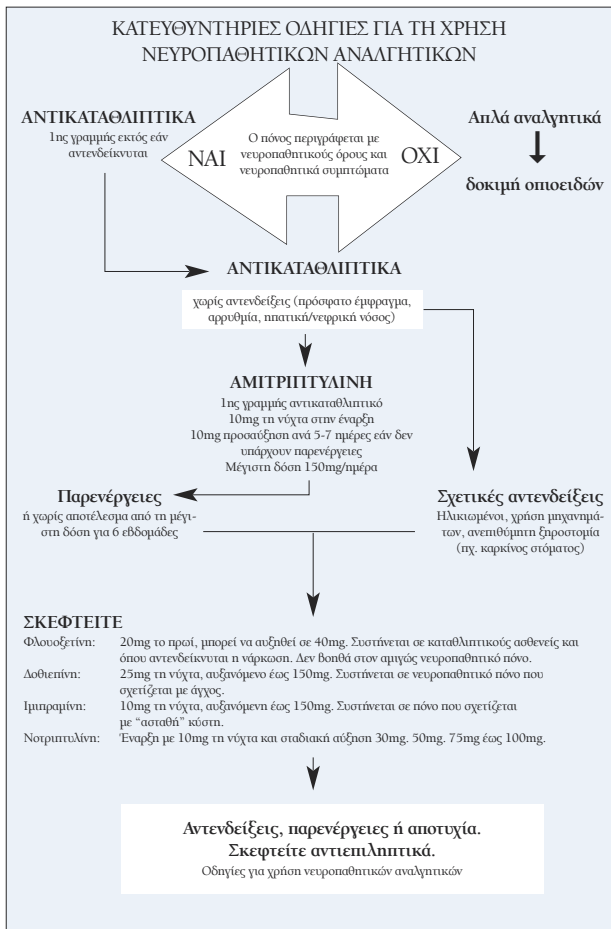 ΚΑΤΕΥΘΥΝΤΗΡΙΕΣ ΟΔΗΓΙΕΣ ΓΙΑ ΤΗ ΧΡΗΣΗ
ΝΕΥΡΟΠΑΘΗΤΙΚΩΝ ΑΝΑΛΓΗΤΙΚΩΝ
ΑΝΤΙΚΑΤΑΘΛΙΠΤΙΚΑ
1ης γραμμής εκτός εάν
αντενδείκνυται
ΝΑΙ
Ο πόνος περιγράφεται με
νευροπαθητικούς όρους και
νευροπαθητικά συμπτώματα
ΟΧΙ
Απλά αναλγητικά
δοκιμή οπιοειδών
ΑΝΤΙΚΑΤΑΘΛΙΠΤΙΚΑ
χωρίς αντενδείξεις (πρόσφατο έμφραγμα,
αρρυθμία, ηπατική/νεφρική νόσος)
ΑΜΙΤΡΙΠΤΥΛΙΝΗ
1ης γραμμής αντικαταθλιπτικό
10mg τη νύχτα στην έναρξη
10mg προσαύξηση ανά 5-7 ημέρες εάν δεν
υπάρχουν παρενέργειες
Μέγιστη δόση 150mg/ημέρα
Παρενέργειες
ή χωρίς αποτέλεσμα από τη μέγι-
στη δόση για 6 εβδομάδες
Σχετικές αντενδείξεις
Ηλικιωμένοι, χρήση μηχανημά-
των, ανεπιθύμητη ξηροστομία
(πχ. καρκίνος στόματος)
ΣΚΕΦΤΕΙΤΕ
Φλουοξετίνη: 20mg το πρωί, μπορεί να αυξηθεί σε 40mg. Συστήνεται σε καταθλιπτικούς ασθενείς και
όπου αντενδείκνυται η νάρκωση. Δεν βοηθά στον αμιγώς νευροπαθητικό πόνο.
Δοθιεπίνη: 25mg τη νύχτα, αυξανόμενο έως 150mg. Συστήνεται σε νευροπαθητικό πόνο που
σχετίζεται με άγχος.
Ιμιπραμίνη: 10mg τη νύχτα, αυξανόμενη έως 150mg. Συστήνεται σε πόνο που σχετίζεται
με "ασταθή" κύστη.
Νοτριπτυλίνη: Έναρξη με 10mg τη νύχτα και σταδιακή αύξηση 30mg. 50mg. 75mg έως 100mg.
Αντενδείξεις, παρενέργειες ή αποτυχία.
Σκεφτείτε αντιεπιληπτικά.
Οδηγίες για χρήση νευροπαθητικών αναλγητικών